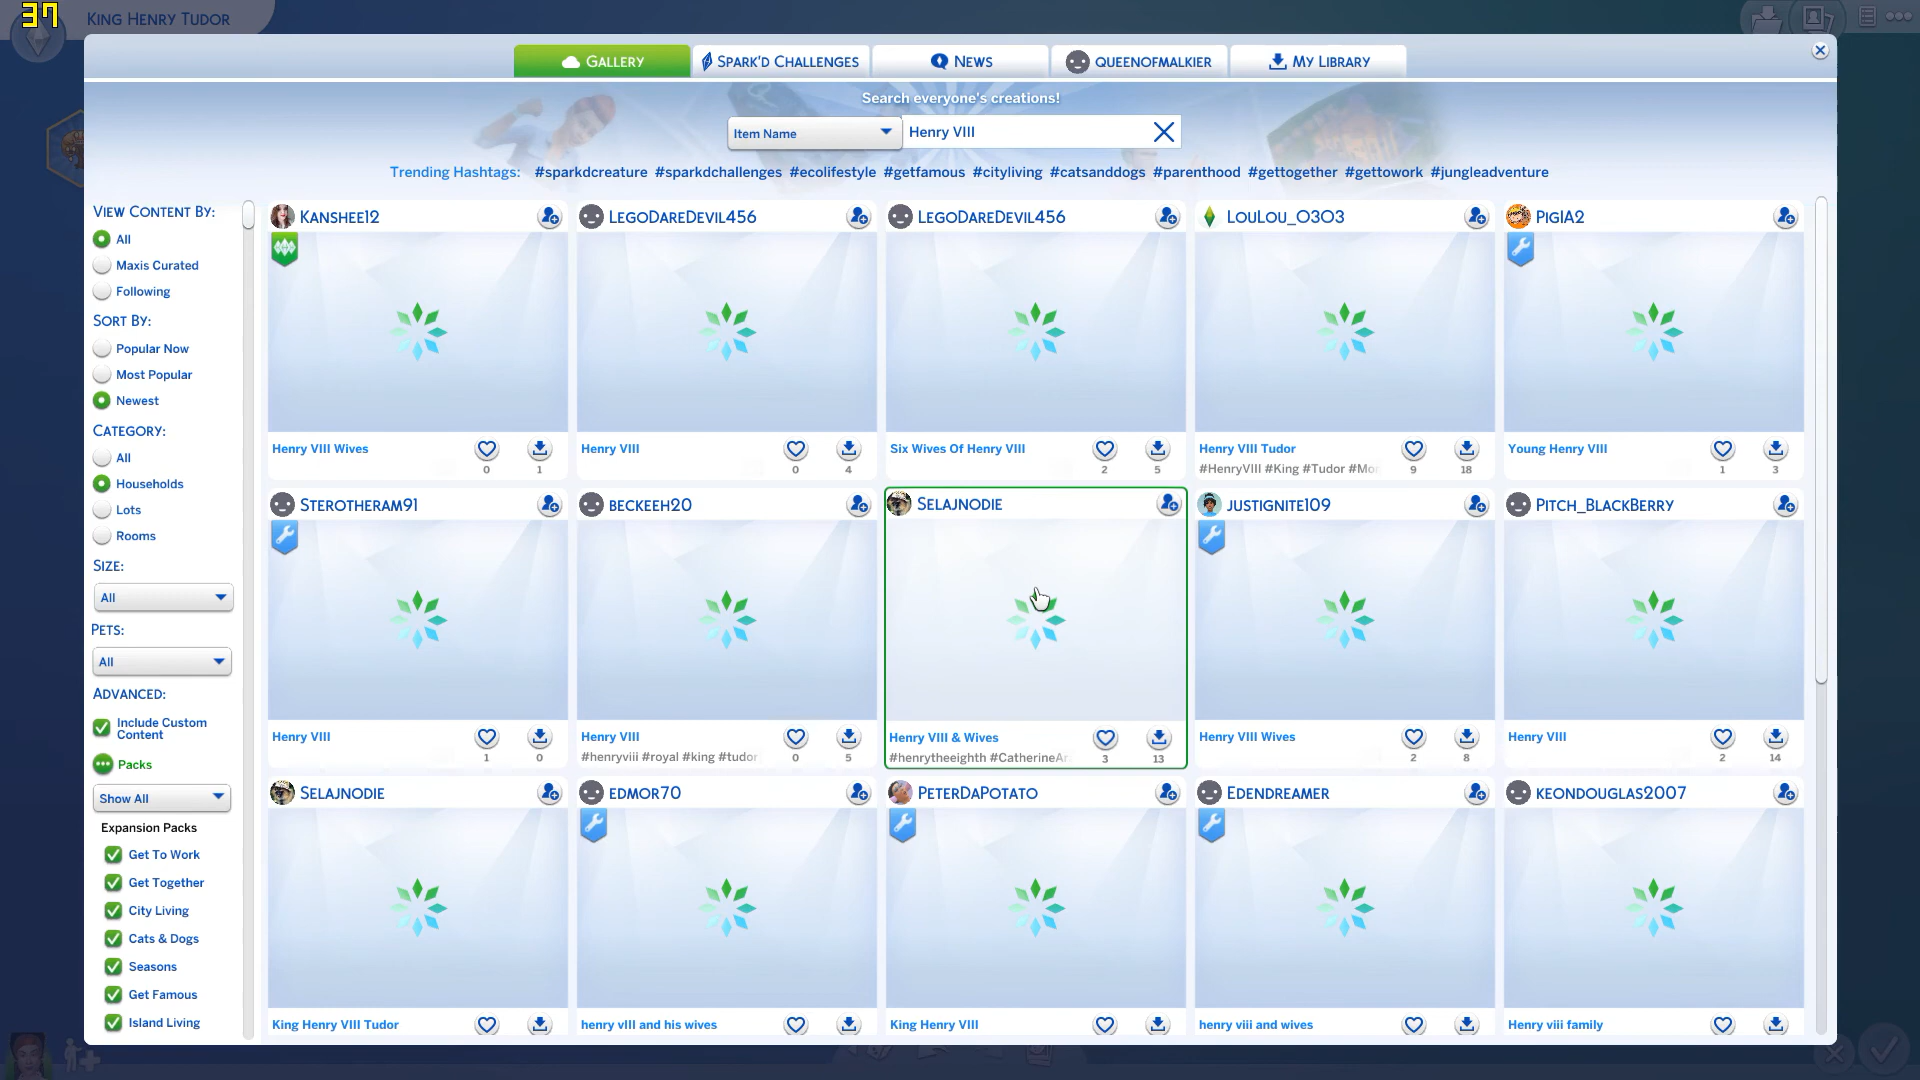 37
King Henry Tudor
Gallery
Spark'd Challenges
News
QUEENOFMALKIER
My Library
Search everyone's creations!
Item Name
Henry VIII
Trending Hashtags: #sparkdcreature #sparkdchallenges #ecolifestyle #getfamous #cityliving #catsanddogs #parenthood #gettogether #gettowork #jungleadventure
View Content By:
All
Maxis Curated
Following
Sort By:
Popular Now
Most Popular
Newest
Category:
All
Households
Lots
Rooms
Size:
All
Pets:
All
Advanced:
Include Custom
Content
Packs
Show All
Expansion Packs
Get To Work
Get Together
City Living
Cats & Dogs
Seasons
Get Famous
Island Living
Kanshee12
Henry VIII Wives
0
1
LegoDareDevil456
Henry VIII
0
4
LegoDareDevil456
Six Wives Of Henry VIII
2
5
LouLou_0303
Henry VIII Tudor
#HenryVIII #King #Tudor #Mon
9
18
PigIA2
Young Henry VIII
1
3
Sterotheram91
Henry VIII
1
0
beckeeh20
Henry VIII
#henryviii #royal #king #tudor
0
5
Selajnodie
Henry VIII & Wives
#henrytheeighth #CatherineAr
3
13
justignite109
Henry VIII Wives
2
8
Pitch_BlackBerry
Henry VIII
2
14
Selajnodie
King Henry VIII Tudor
edmor70
henry vIII and his wives
PeterDaPotato
King Henry VIII
Edendreamer
henry viii and wives
keondouglas2007
Henry viii family